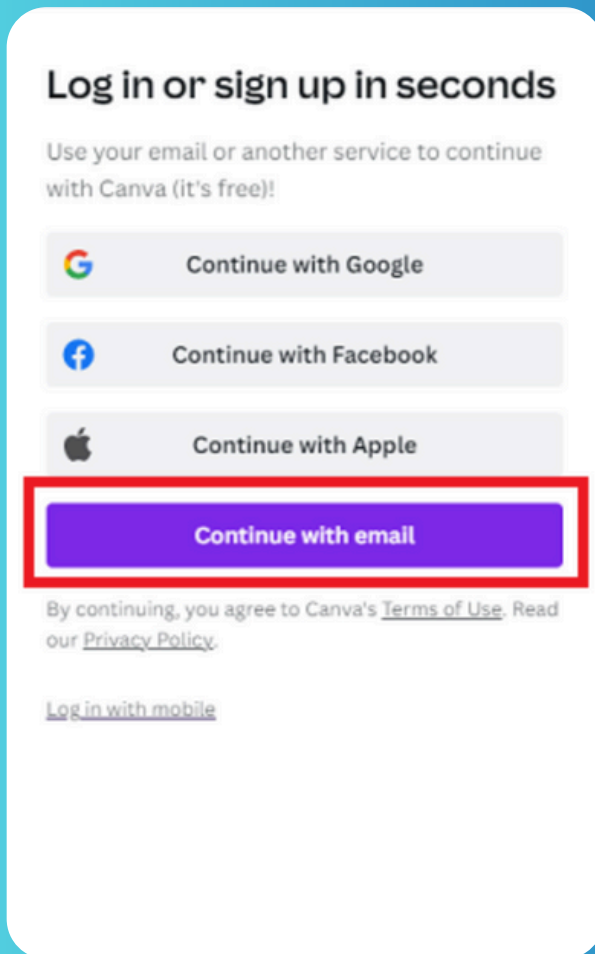 Log in or sign up in seconds
Use your email or another service to continue
with Canva (it's free)!
Continue with Google
Continue with Facebook
Continue with Apple
Continue with email
By continuing, you agree to Canva's Terms of Use. Read
our Privacy Policy.
Log in with mobile